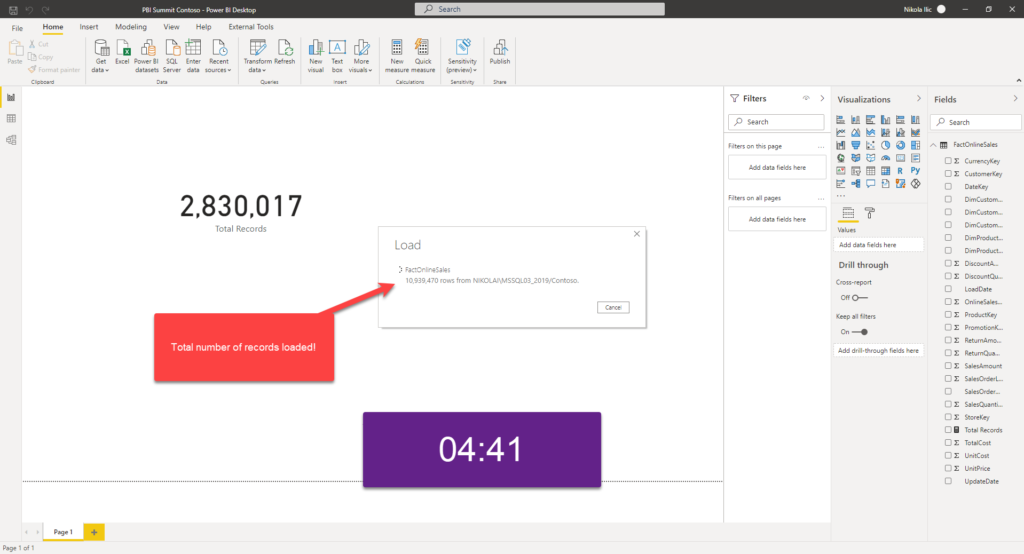 PBI Summit Contoso - Power BI Desktop
Search
Nikola Ilic
File
Home
Insert
Modeling
View
Help
External Tools
Paste
Cut
Copy
Format painter
Clipboard
Get data
Excel
Power BI datasets
SQL Server
Enter data
Recent sources
Data
Transform data
Refresh
Queries
New visual
Text box
More visuals
Insert
New measure
Quick measure
Calculations
Sensitivity (preview)
Sensitivity
Publish
Share
2,830,017
Total Records
Load
FactOnlineSales
10,939,470 rows from NIKOLAI\MSSQL03_2019/Contoso.
Cancel
Total number of records loaded!
04:41
Filters
Search
Filters on this page
...
Add data fields here
Filters on all pages
...
Add data fields here
Visualizations
R
Py
...
Values
Add data fields here
Drill through
Cross-report
Off
Keep all filters
On
Add drill-through fields here
Fields
Search
FactOnlineSales
CurrencyKey
CustomerKey
DateKey
DimCustom...
DimCustom...
DimCustom...
DimProduct...
DimProduct...
DiscountA...
DiscountQu...
LoadDate
OnlineSales...
ProductKey
PromotionK...
ReturnAmo...
ReturnQua...
SalesAmount
SalesOrderL...
SalesOrder...
SalesQuanti...
StoreKey
Total Records
TotalCost
UnitCost
UnitPrice
UpdateDate
Page 1
Page 1 of 1